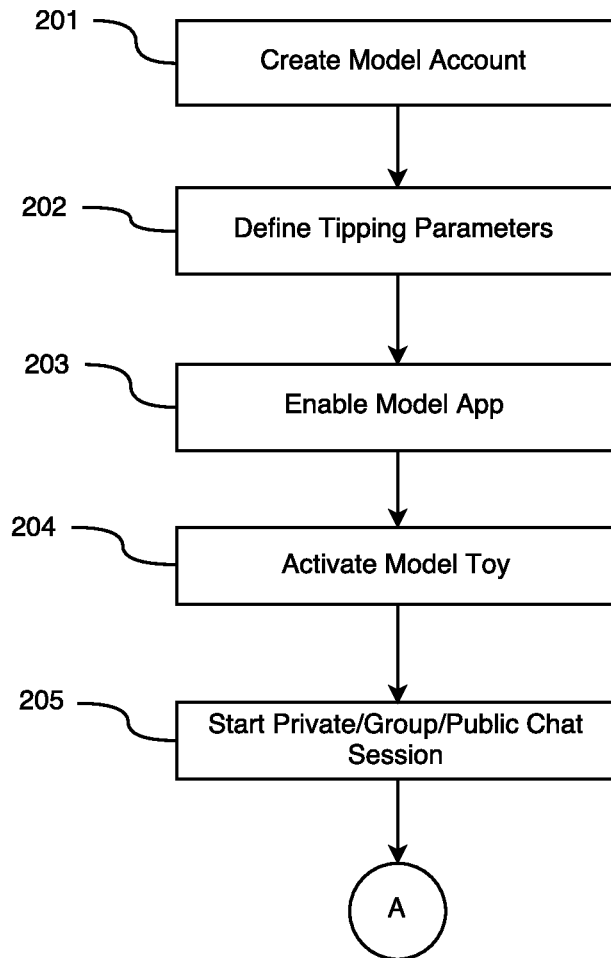 201
Create Model Account
202
Define Tipping Parameters
203
Enable Model App
204
Activate Model Toy
205
Start Private/Group/Public Chat
Session
A